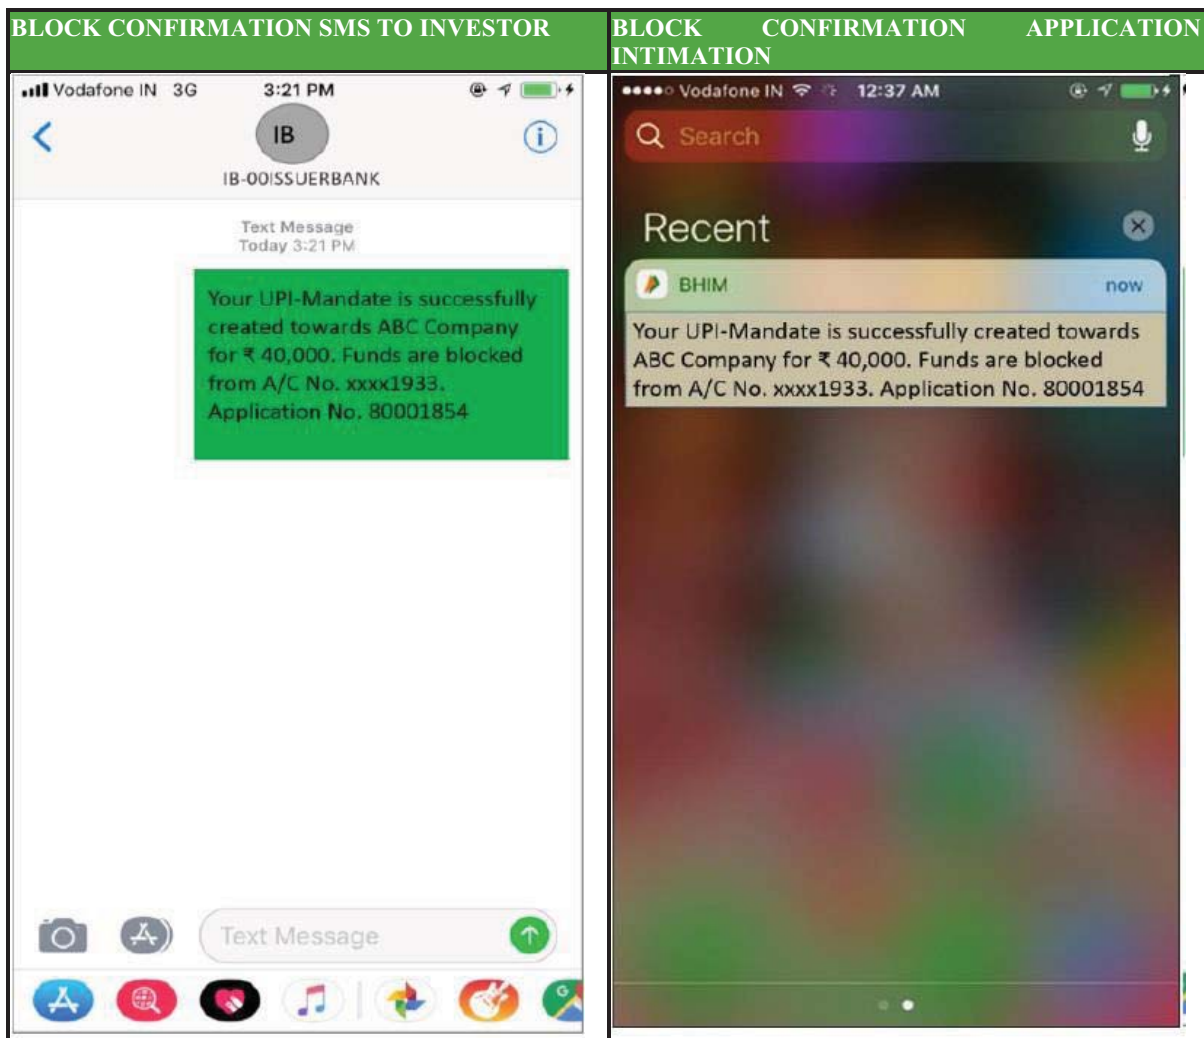 BLOCK CONFIRMATION SMS TO INVESTOR
BLOCK CONFIRMATION APPLICATION
INTIMATION
Vodafone IN 3G 3:21 PM
IB
IB-00ISSUERBANK
Text Message
Today 3:21 PM
Your UPI-Mandate is successfully
created towards ABC Company
for ₹ 40,000. Funds are blocked
from A/C No. xxxx1933.
Application No. 80001854
Text Message
Vodafone IN 12:37 AM
Search
Recent
BHIM now
Your UPI-Mandate is successfully created towards
ABC Company for ₹ 40,000. Funds are blocked
from A/C No. xxxx1933. Application No. 80001854